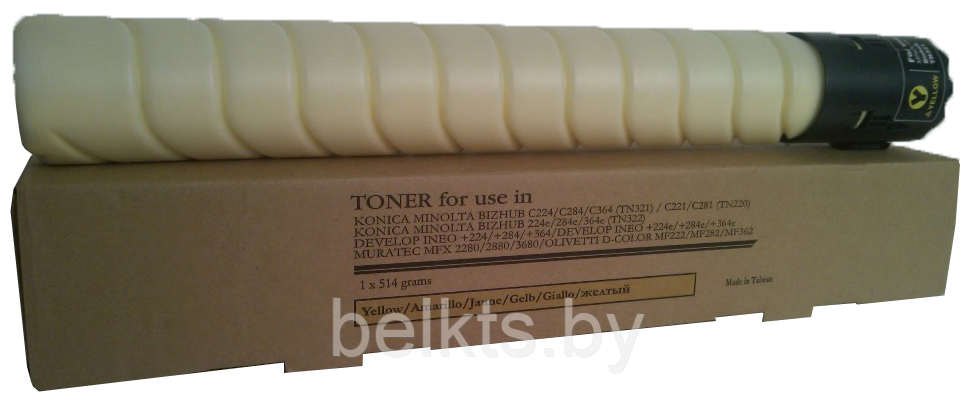 Y
A.YELLOW
TONER for use in
KONICA MINOLTA BIZHUB C224/C284/C364 (TN321) / C221/C281 (TN220)
KONICA MINOLTA BIZHUB 224e/284e/364e (TN322)
DEVELOP INEO +224/+284/+364/DEVELOP INEO +224e/+284e/+364e
MURATEC MFX 2280/2880/3680/OLIVETTI D-COLOR MF222/MF282/MF362
1 x 514 grams
Made in Taiwan
Yellow/Amarillo/Jaune/Gelb/Giallo/желтый
belkts.by